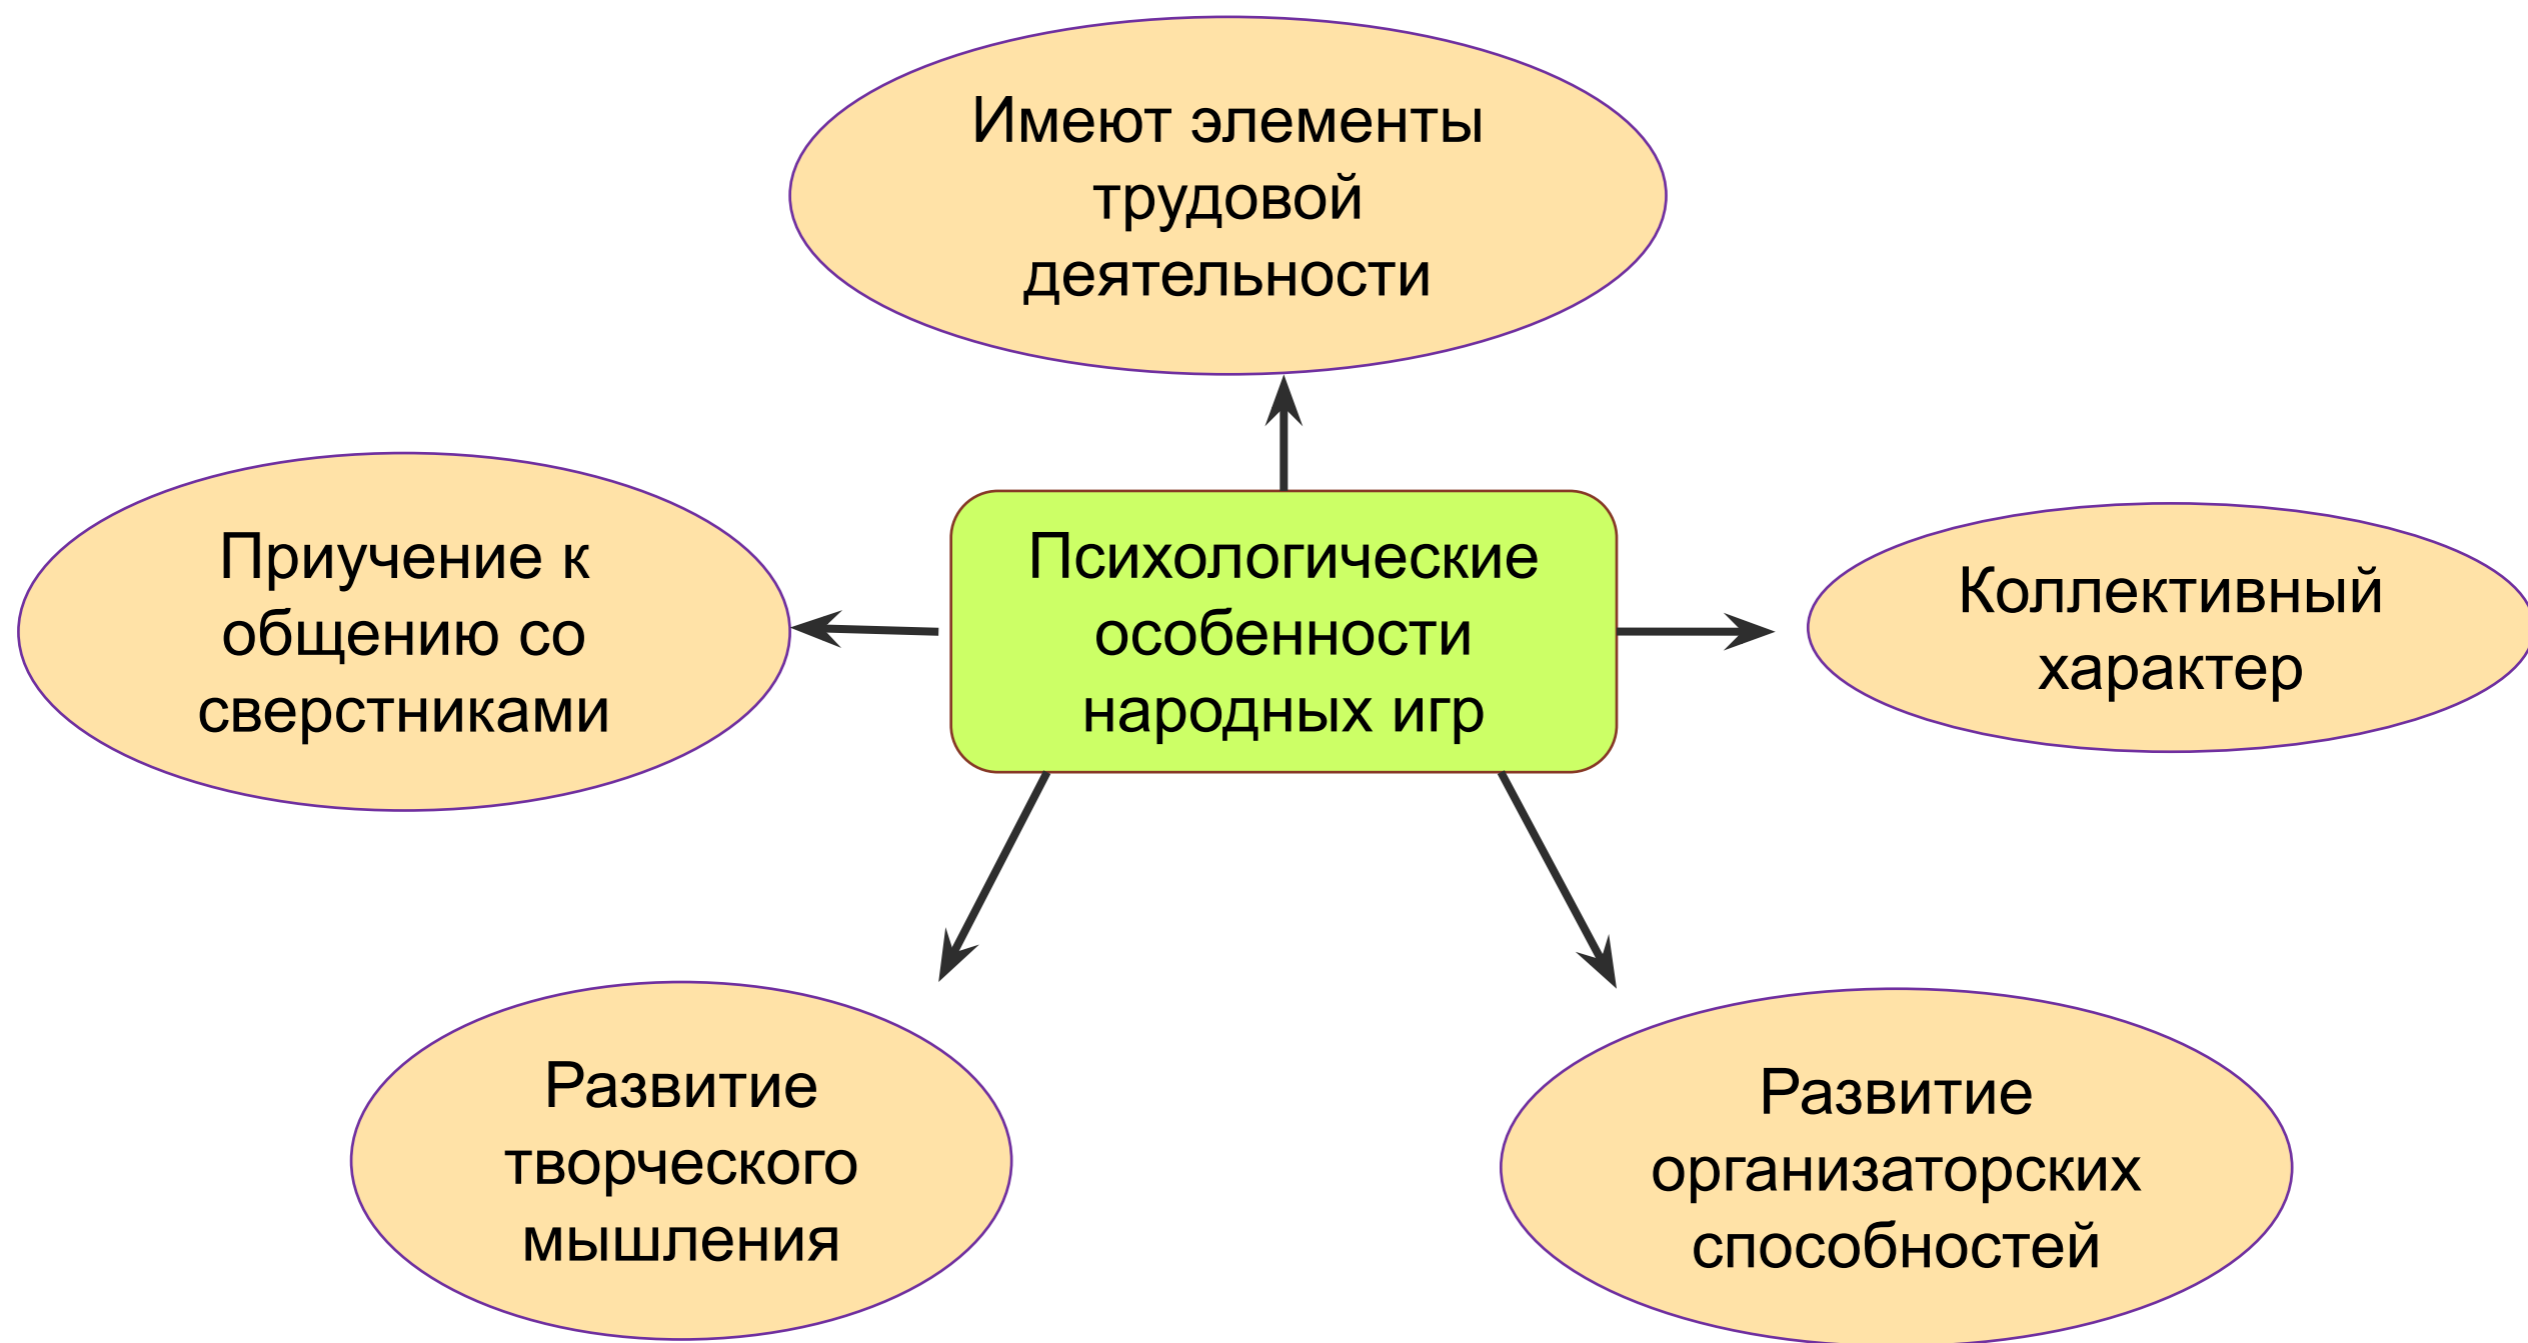 Имеют элементы
трудовой
деятельности
Приучение к
общению со
сверстниками
Психологические
особенности
народных игр
Коллективный
характер
Развитие
творческого
мышления
Развитие
организаторских
способностей